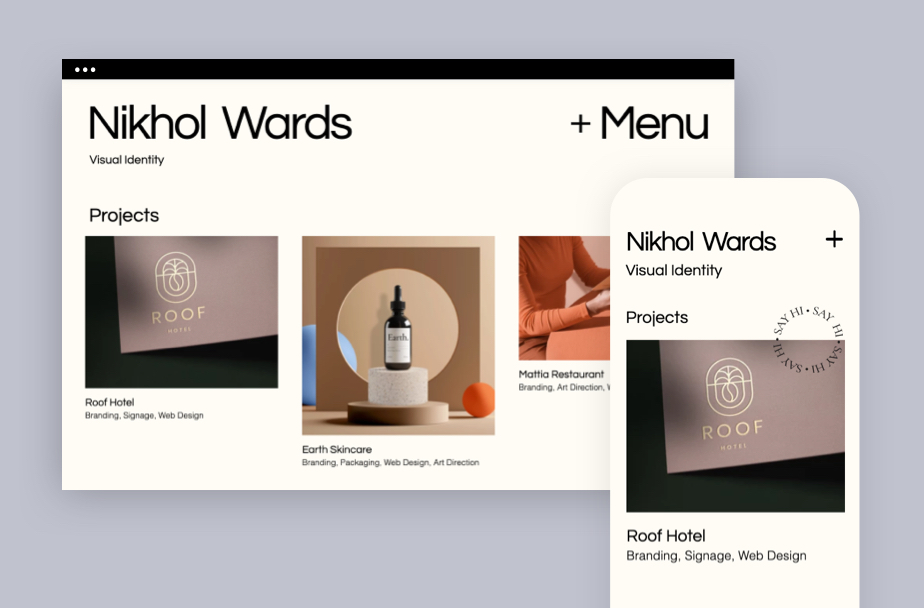 Nikhol Wards
+ Menu
Visual Identity
Projects
ROOF
HOTEL
Roof Hotel
Branding, Signage, Web Design
Earth.
Earth Skincare
Branding, Packaging, Web Design, Art Direction
Mattia Restaurant
Branding, Art Direction,
Nikhol Wards
+
Visual Identity
Projects
SAY HI • SAY HI • SAY HI • SAY HI •
ROOF
HOTEL
Roof Hotel
Branding, Signage, Web Design